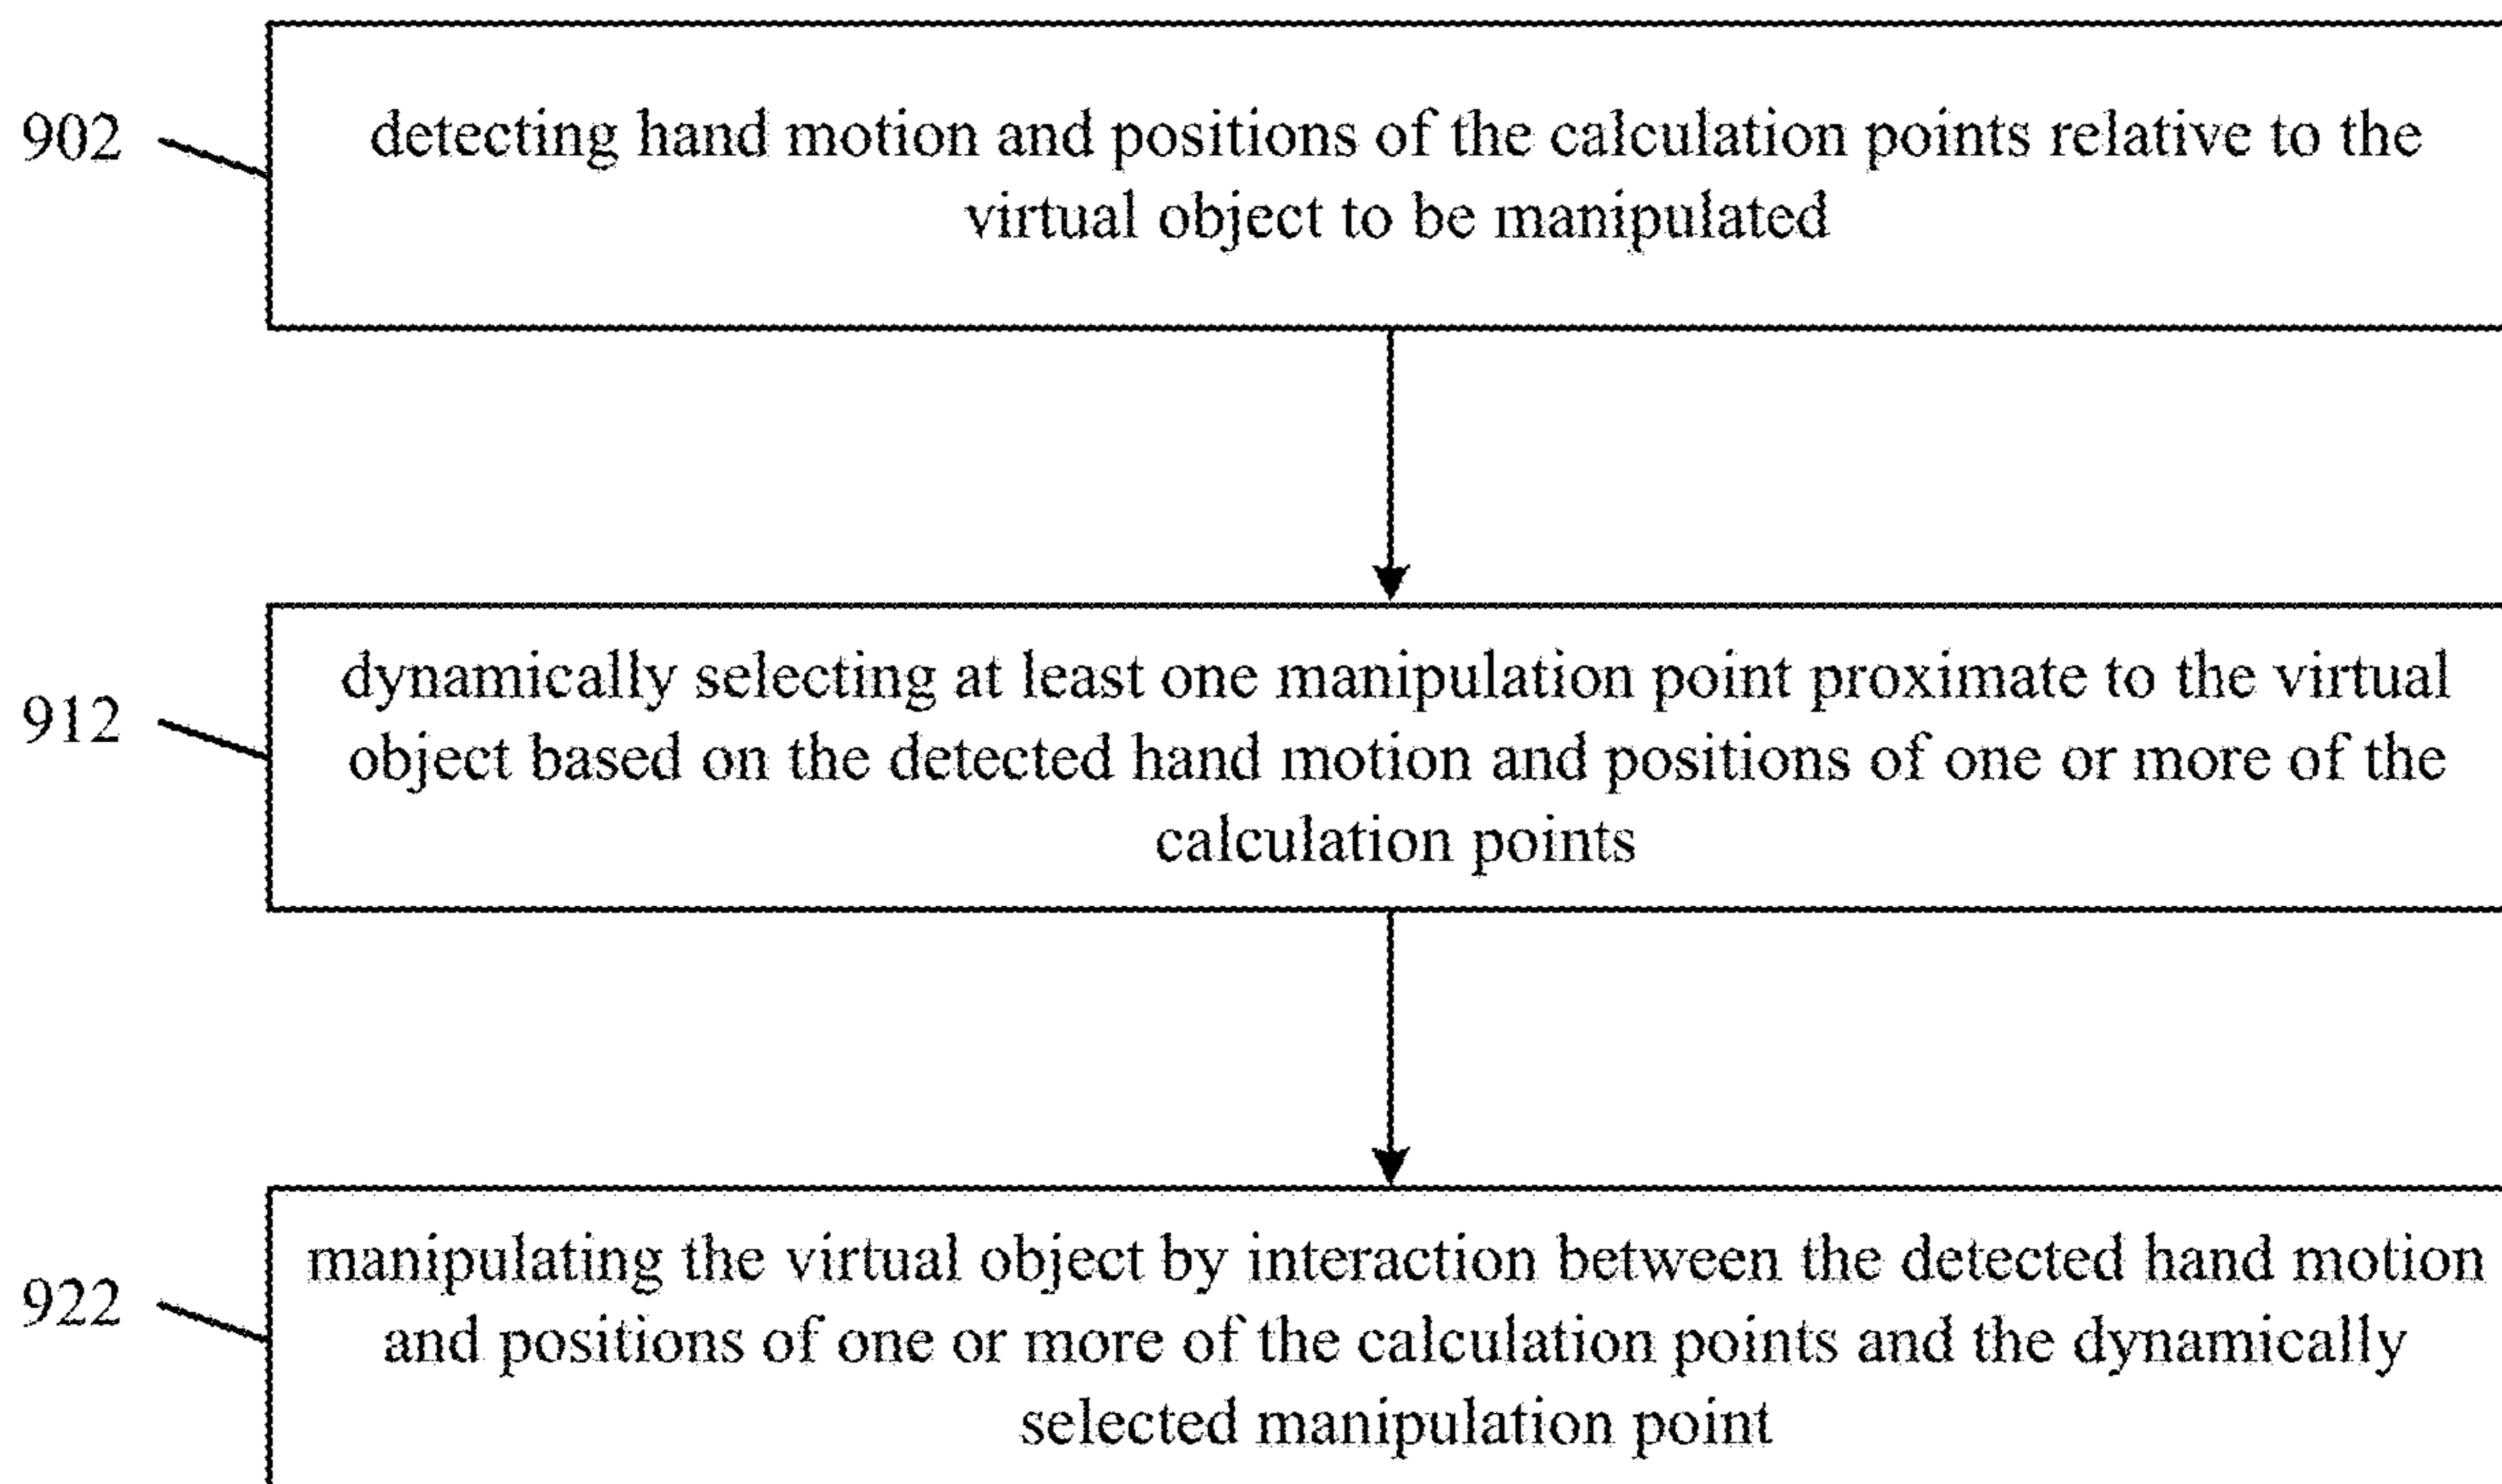 902
detecting hand motion and positions of the calculation points relative to the
virtual object to be manipulated
912
dynamically selecting at least one manipulation point proximate to the virtual
object based on the detected hand motion and positions of one or more of the
calculation points
922
manipulating the virtual object by interaction between the detected hand motion
and positions of one or more of the calculation points and the dynamically
selected manipulation point